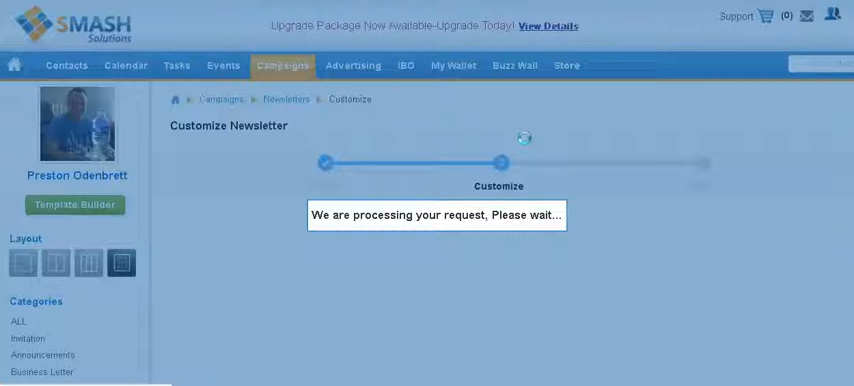 SMASH
Solutions
Upgrade Package Now Available-Upgrade Today! View Details
Support (0)
Contacts Calendar Tasks Events Campaigns Advertising IBO My Wallet Buzz Wall Store
Campaigns Newsletters Customize
Customize Newsletter
Preston Odenbrett
Customize
Template Builder
We are processing your request, Please wait...
Layout
Categories
ALL
Invitation
Announcements
Business Letter